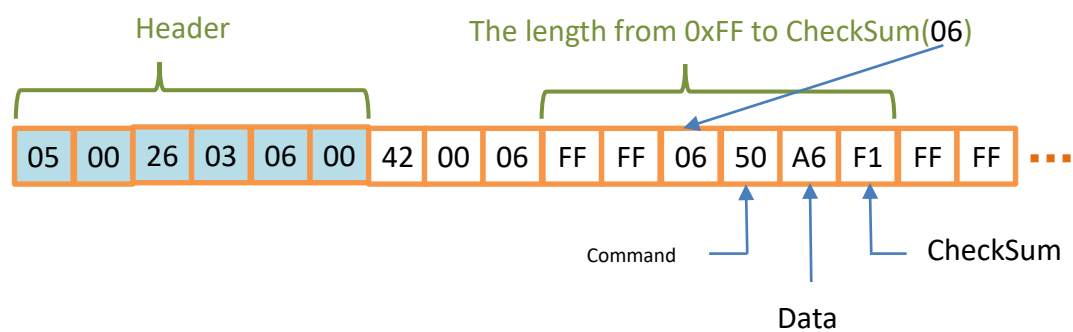 Header
The length from 0xFF to CheckSum(06)
05 00 26 03 06 00 42 00 06 FF FF 06 50 A6 F1 FF FF ...
Command
CheckSum
Data